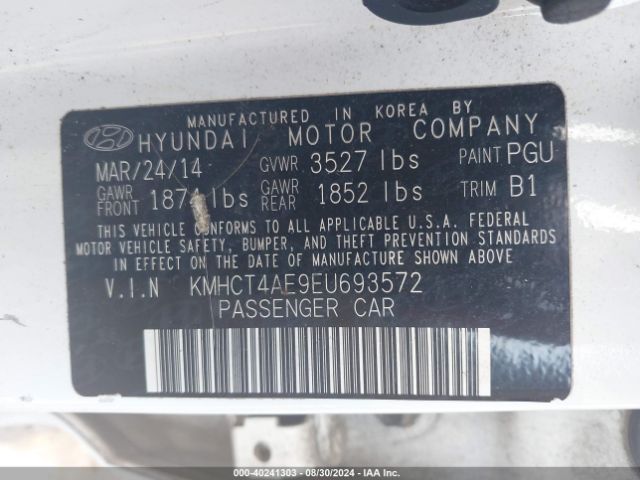 MANUFACTURED IN KOREA BY
HYUNDAI MOTOR COMPANY
MAR/24/14 GVWR 3527 lbs PAINT PGU
GAWR FRONT 1874 lbs GAWR REAR 1852 lbs TRIM B1
THIS VEHICLE CONFORMS TO ALL APPLICABLE U.S.A. FEDERAL
MOTOR VEHICLE SAFETY, BUMPER, AND THEFT PREVENTION
STANDARDS IN EFFECT ON THE DATE OF MANUFACTURE SHOWN ABOVE
V.I.N KMHCT4AE9EU693572
PASSENGER CAR
000-40241303 - 08/30/2024 - IAA Inc.